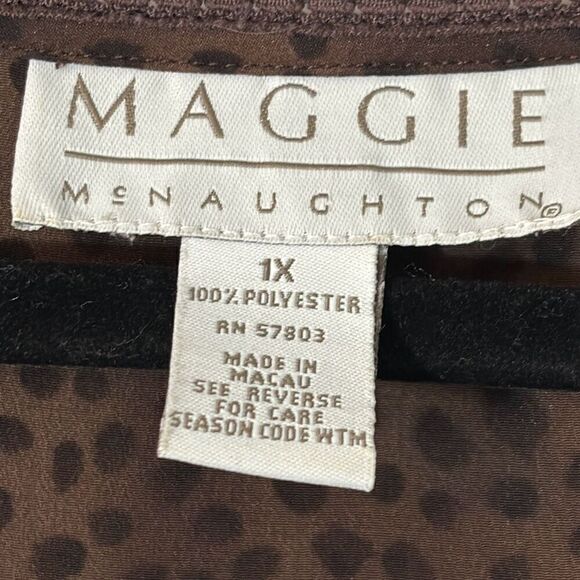 MAGGIE
McNAUGHTON®
1X
100% POLYESTER
RN 57803
MADE IN
MACAU
SEE REVERSE
FOR CARE
SEASON CODE WTM